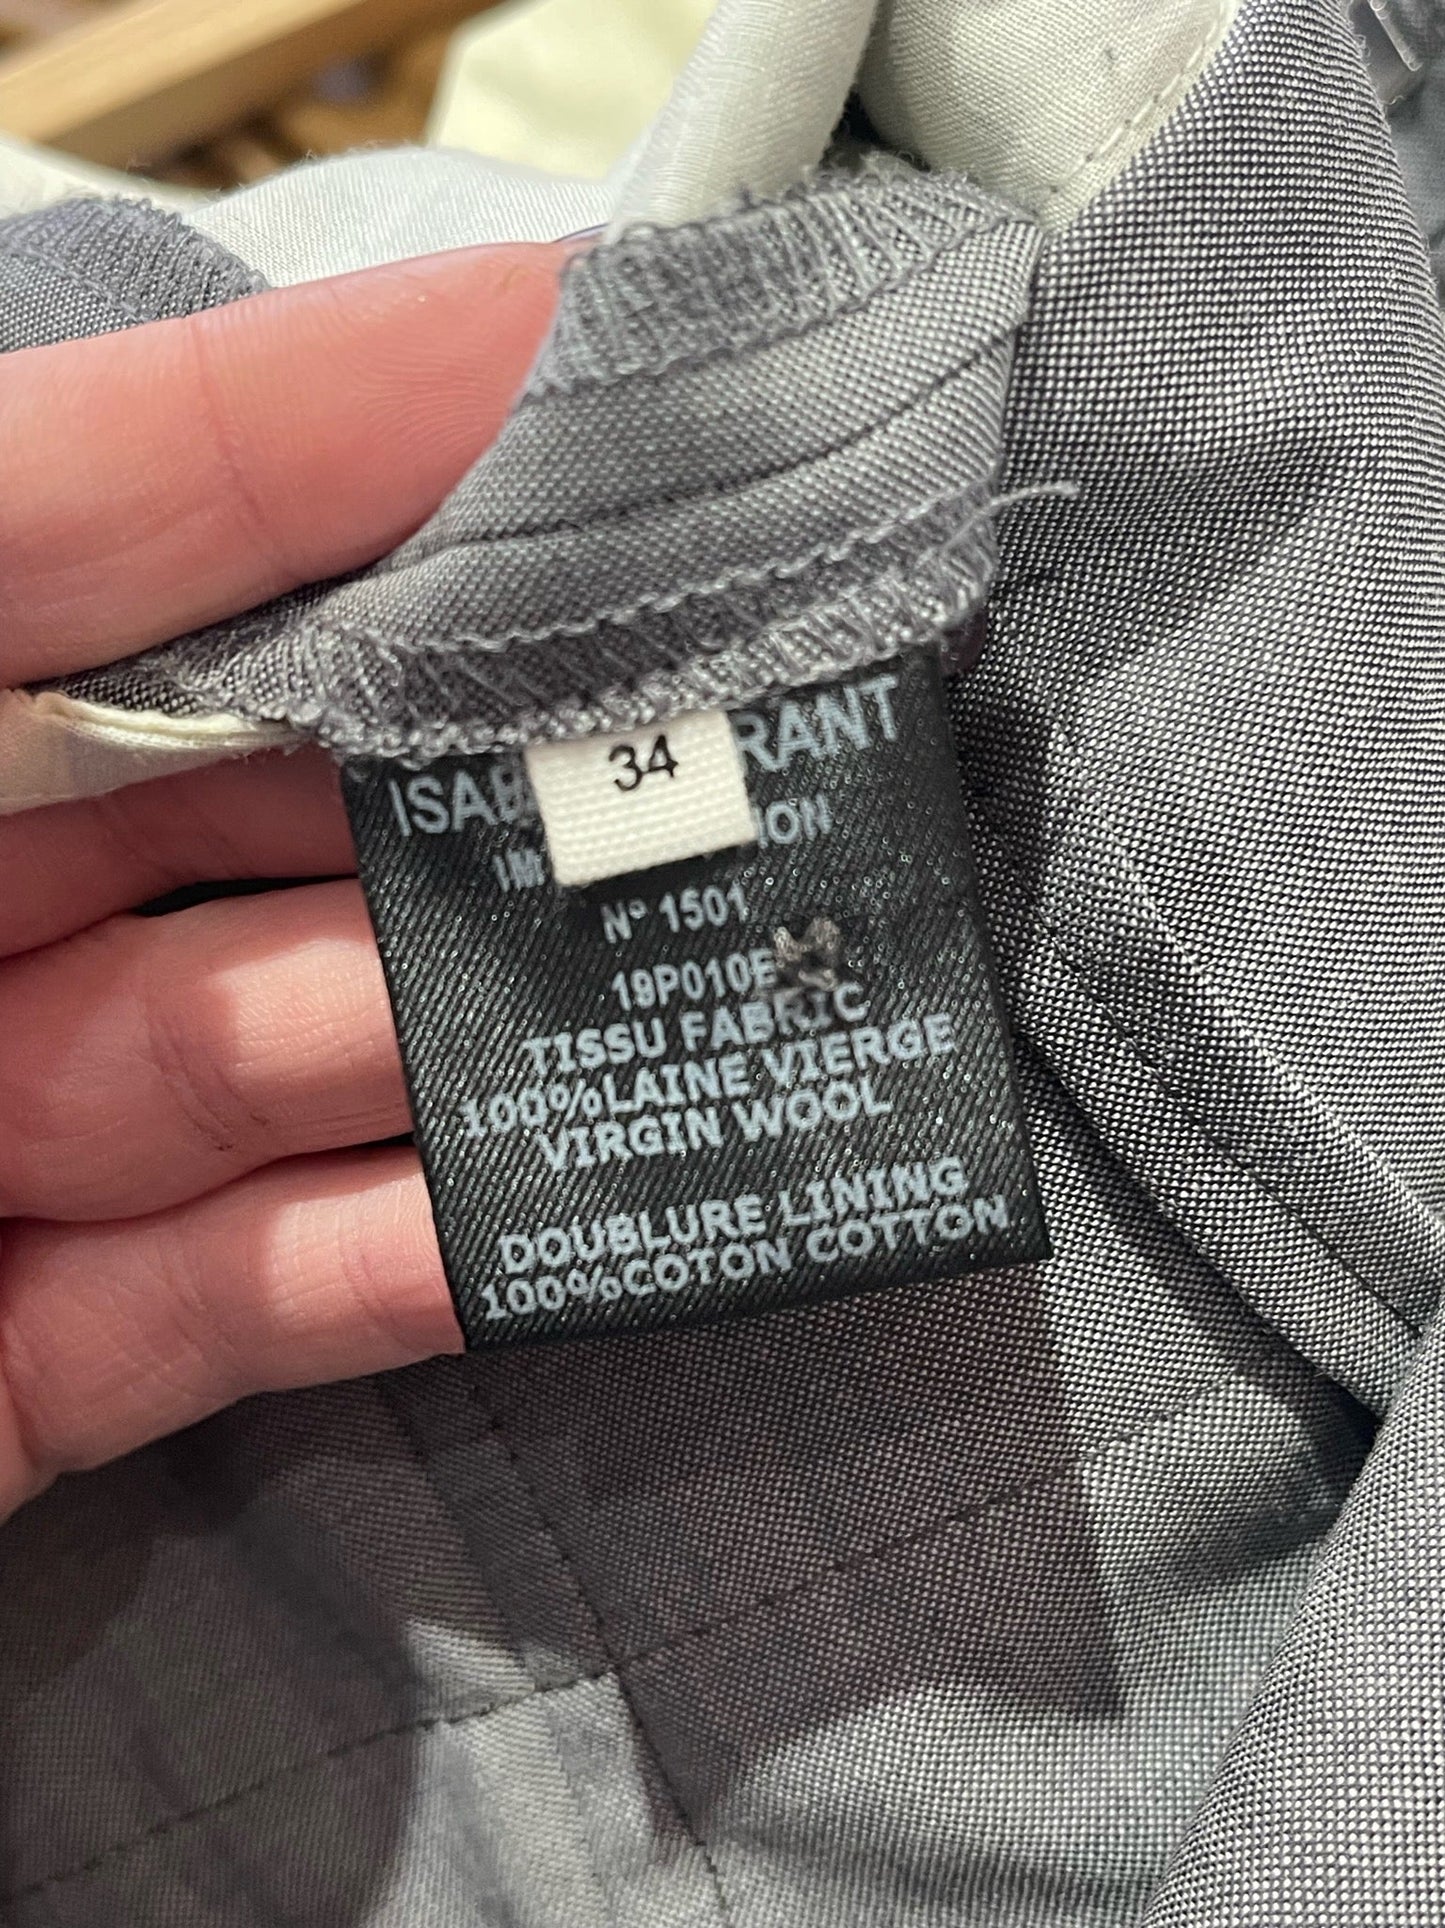 34
N° 1501
19P010E
TISSU FABRIC
100%LAINE VIERGE
VIRGIN WOOL
DOUBLURE LINING
100%COTON COTTON